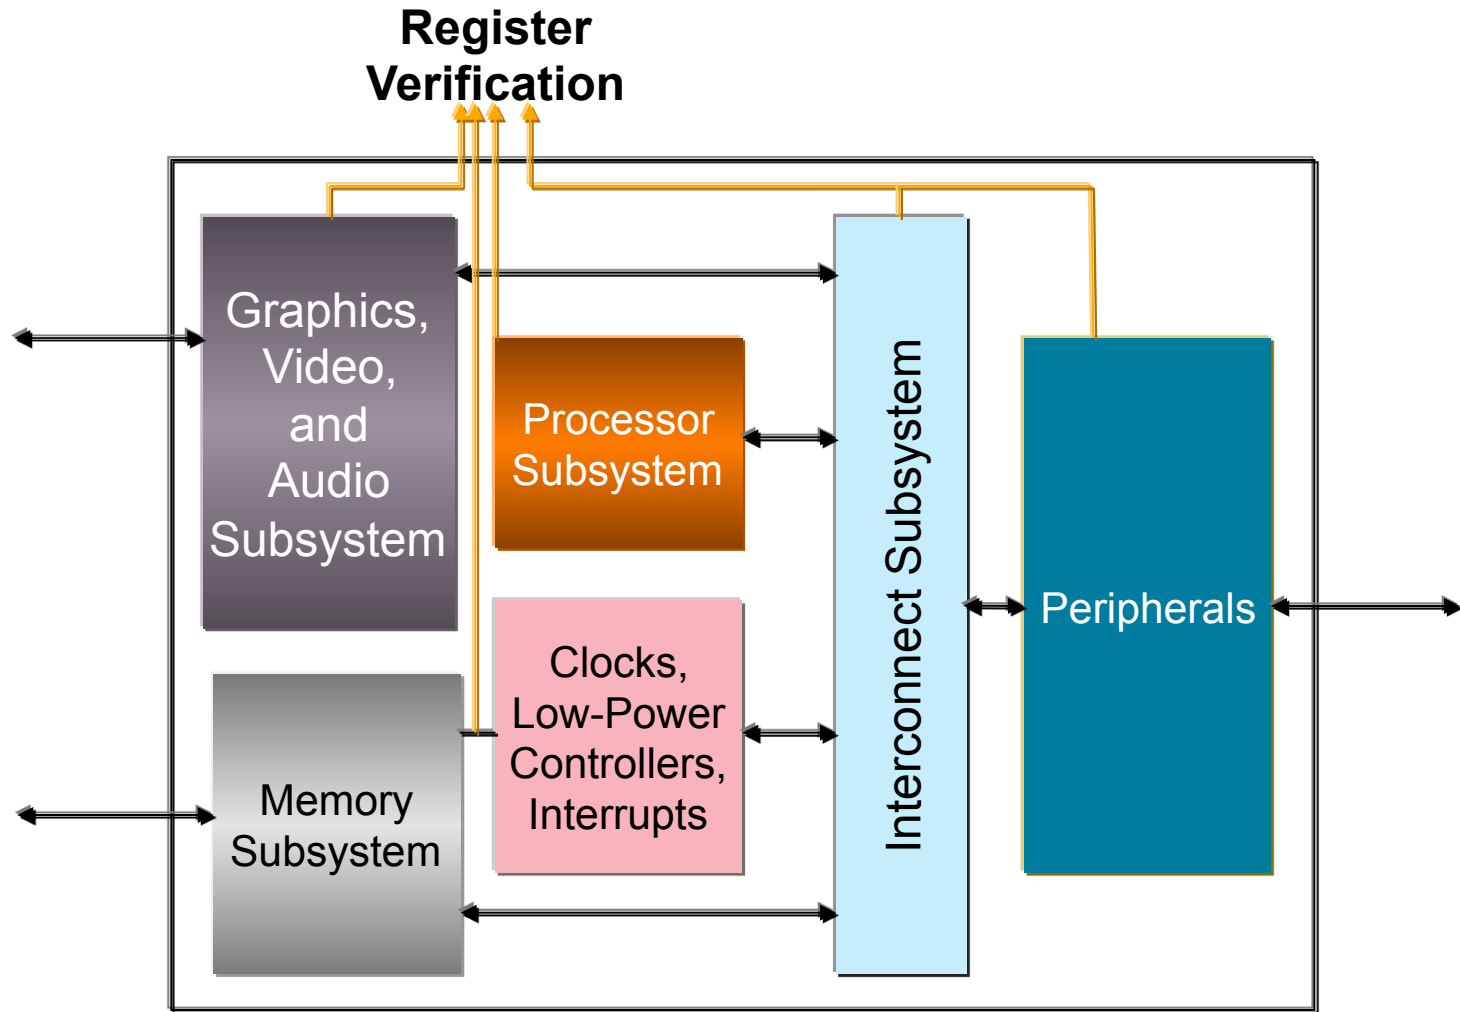 Register
Verification
Graphics,
Video,
and
Audio
Subsystem
Processor
Subsystem
Clocks,
Low-Power
Controllers,
Interrupts
Memory
Subsystem
Interconnect Subsystem
Peripherals